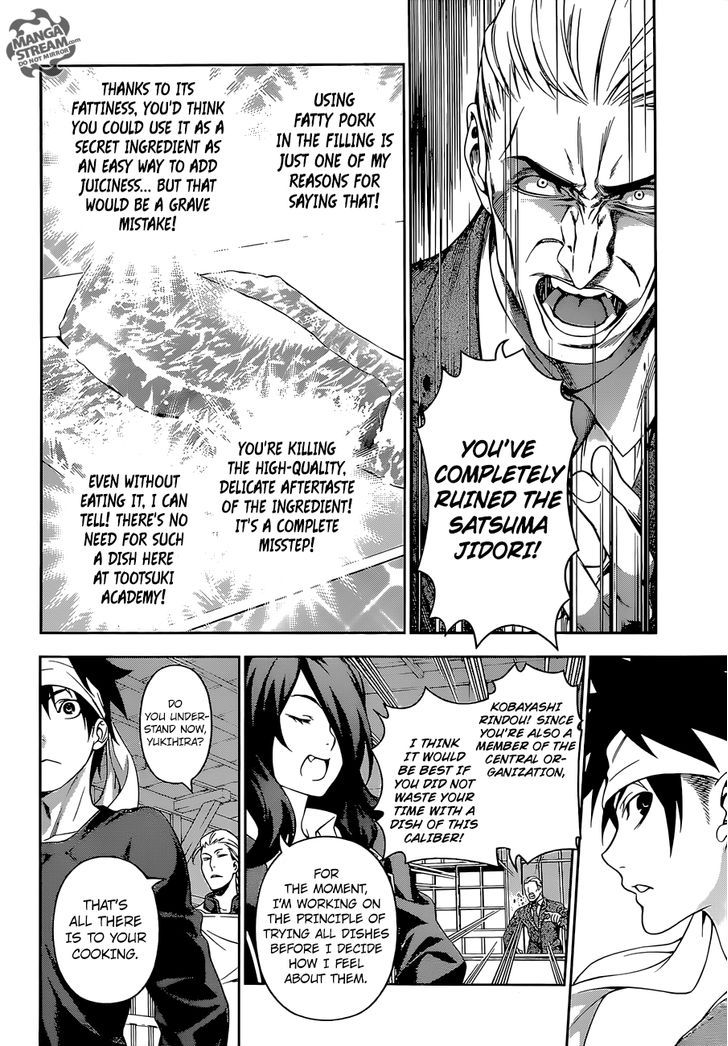 MANGA
STREAM.com
DO NOT MIRROR
YOU'VE
COMPLETELY
RUINED THE
SATSUMA
JIDORI!
USING
FATTY PORK
IN THE FILLING IS
JUST ONE OF MY
REASONS FOR
SAYING THAT!
THANKS TO ITS
FATTINESS, YOU'D THINK
YOU COULD USE IT AS A
SECRET INGREDIENT AS
AN EASY WAY TO ADD
JUICINESS... BUT THAT
WOULD BE A GRAVE
MISTAKE!
YOU'RE KILLING
THE HIGH-QUALITY,
DELICATE AFTERTASTE
OF THE INGREDIENT!
IT'S A COMPLETE
MISSTEP!
EVEN WITHOUT
EATING IT, I CAN
TELL! THERE'S NO
NEED FOR SUCH
A DISH HERE
AT TOOTSUKI
ACADEMY!
KOBAYASHI
RINDOU! SINCE
YOU'RE ALSO A
MEMBER OF THE
CENTRAL OR-
GANIZATION,
I THINK
IT WOULD
BE BEST IF
YOU DID NOT
WASTE YOUR
TIME WITH A
DISH OF THIS
CALIBER!
FOR
THE MOMENT,
I'M WORKING ON
THE PRINCIPLE OF
TRYING ALL DISHES
BEFORE I DECIDE
HOW I FEEL
ABOUT THEM.
DO
YOU UNDER-
STAND NOW,
YUKIHIRA?
THAT'S
ALL THERE
IS TO YOUR
COOKING.